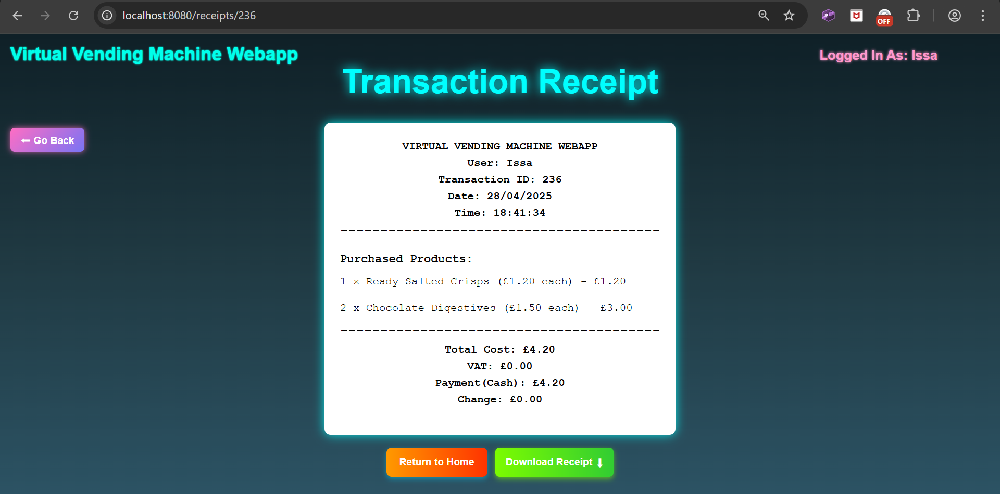 localhost:8080/receipts/236
OFF
Virtual Vending Machine Webapp
Logged In As: Issa
Transaction Receipt
⬅ Go Back
VIRTUAL VENDING MACHINE WEBAPP
User: Issa
Transaction ID: 236
Date: 28/04/2025
Time: 18:41:34
-----------------------------------------
Purchased Products:
1 x Ready Salted Crisps (£1.20 each) - £1.20
2 x Chocolate Digestives (£1.50 each) - £3.00
-----------------------------------------
Total Cost: £4.20
VAT: £0.00
Payment(Cash): £4.20
Change: £0.00
Return to Home
Download Receipt ⬇